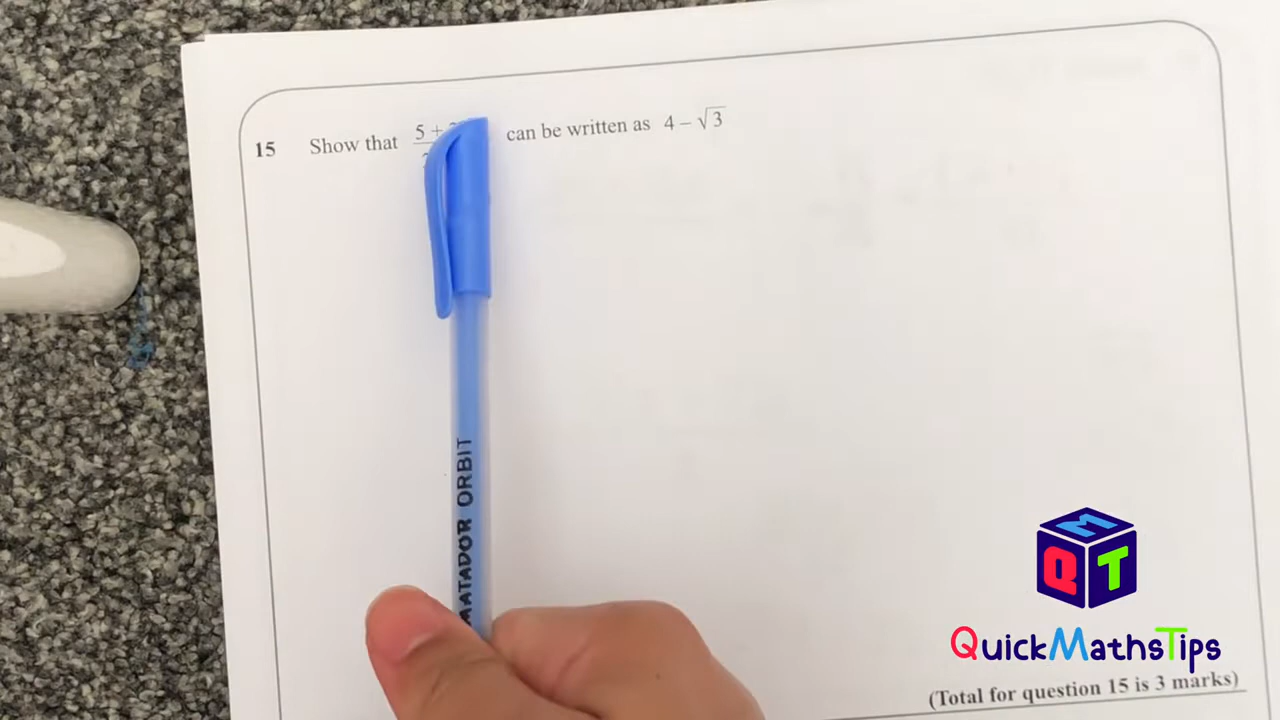 15 Show that 5 + can be written as 4 – √3
MATADOR ORBIT
Q M T
QuickMathsTips
(Total for question 15 is 3 marks)